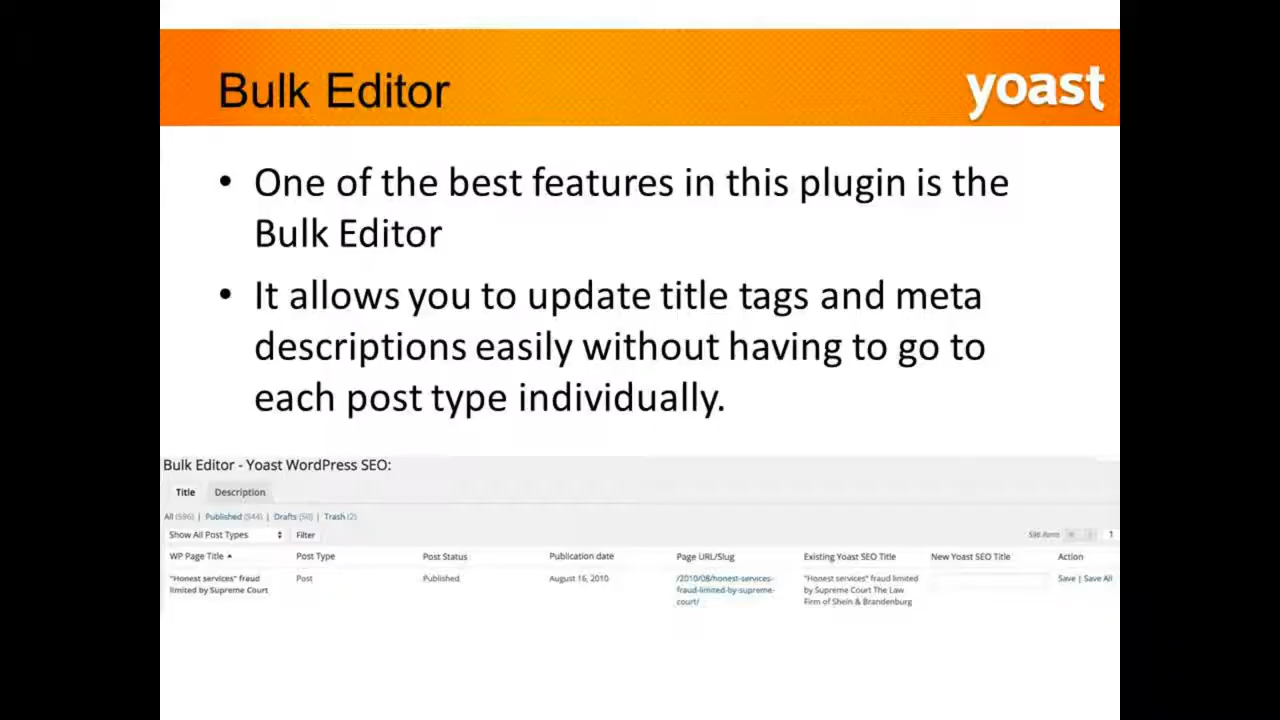 Bulk Editor
yoast
• One of the best features in this plugin is the
Bulk Editor
• It allows you to update title tags and meta
descriptions easily without having to go to
each post type individually.
Bulk Editor - Yoast WordPress SEO:
Title Description
All (596) | Published (544) | Drafts (50) | Trash (2)
Show All Post Types Filter 596 items 1
WP Page Title Post Type Post Status Publication date Page URL/Slug Existing Yoast SEO Title New Yoast SEO Title Action
"Honest services" fraud Post Published August 16, 2010 /2010/08/honest-services- "Honest services" fraud limited Save | Save All
limited by Supreme Court fraud-limited-by-supreme- by Supreme Court The Law
court/ Firm of Shein & Brandenburg